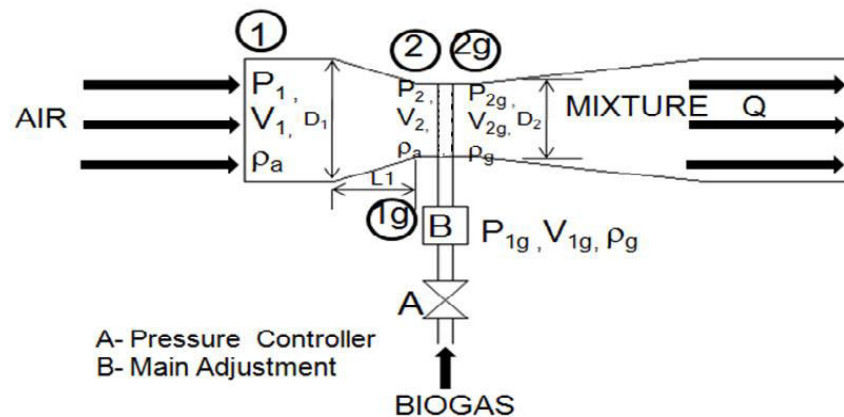 1 2 2g
P1, P2, P2g,
AIR V1, D1 V2, V2g, D2 MIXTURE Q
ρa ρa ρg
L1
1g B P1g ,V1g, ρg
A
A- Pressure Controller
B- Main Adjustment
BIOGAS